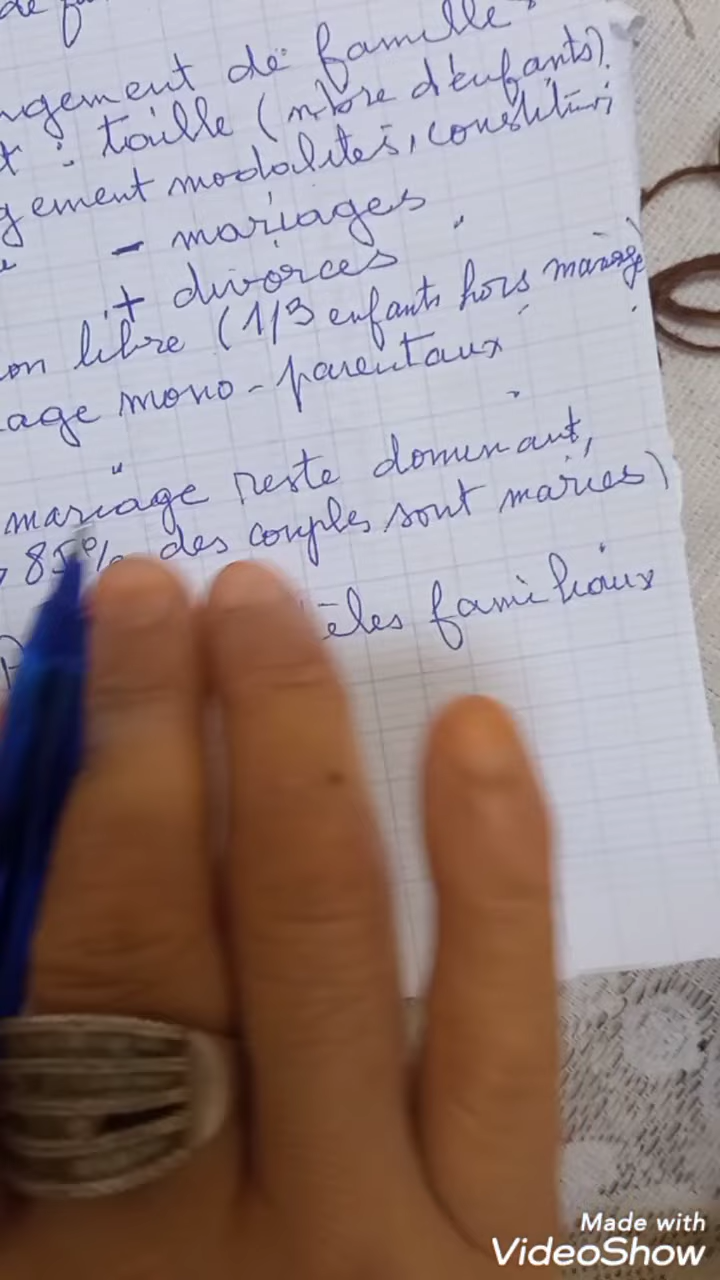 de
ngement de famille
t : taille (nbre d'enfants).
gement modalités, constitu
- mariages
+ divorces
on libre (1/3 enfants hors mariage)
age mono-parentaux
mariage reste dominant,
85% des couples sont mariés)
èles familiaux
Made with
VideoShow